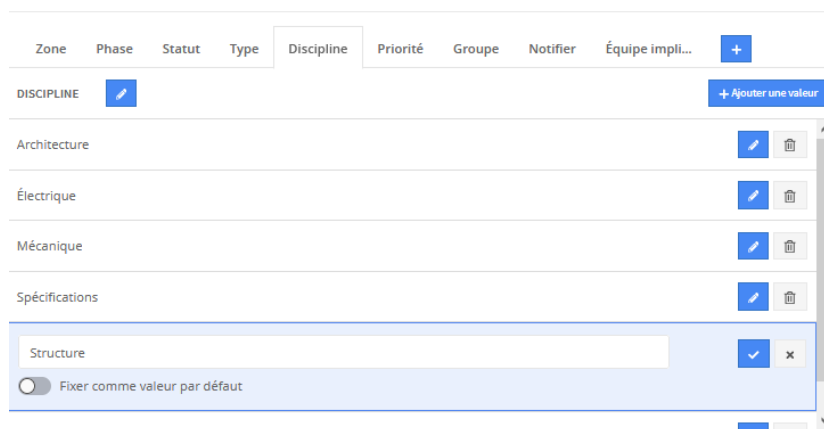 Zone Phase Statut Type Discipline Priorité Groupe Notifier Équipe impli...
DISCIPLINE
Ajouter une valeur
Architecture
Électrique
Mécanique
Spécifications
Structure
Fixer comme valeur par défaut